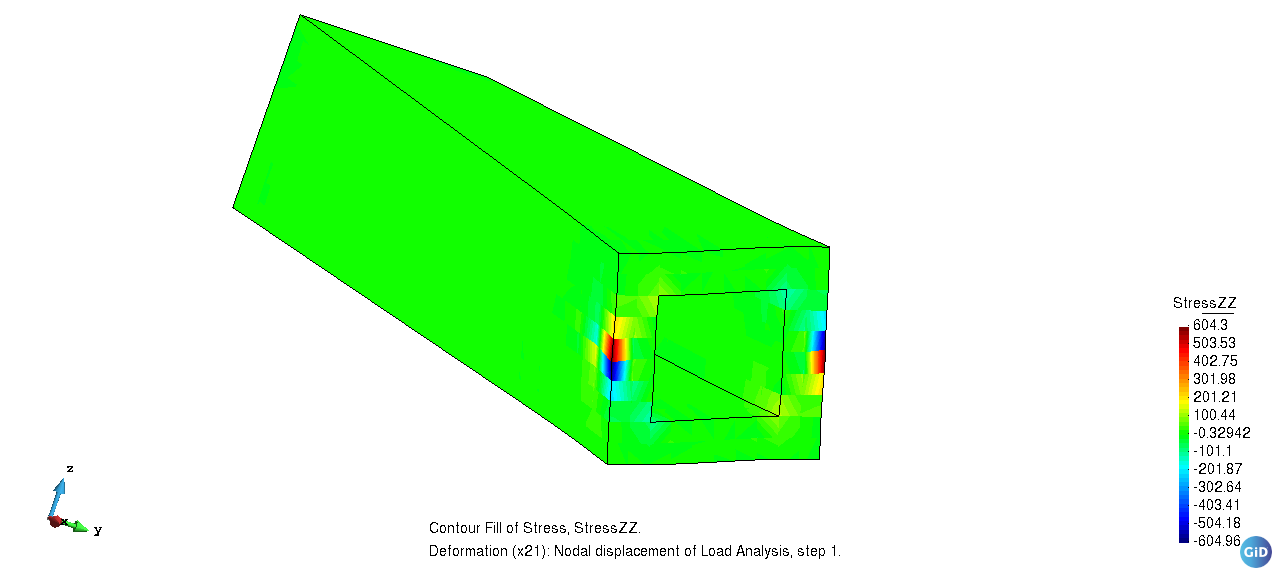 StressZZ
604.3
503.53
402.75
301.98
201.21
100.44
-0.32942
-101.1
-201.87
-302.64
-403.41
-504.18
-604.96
z
x
y
Contour Fill of Stress, StressZZ.
Deformation (x21): Nodal displacement of Load Analysis, step 1.
GiD